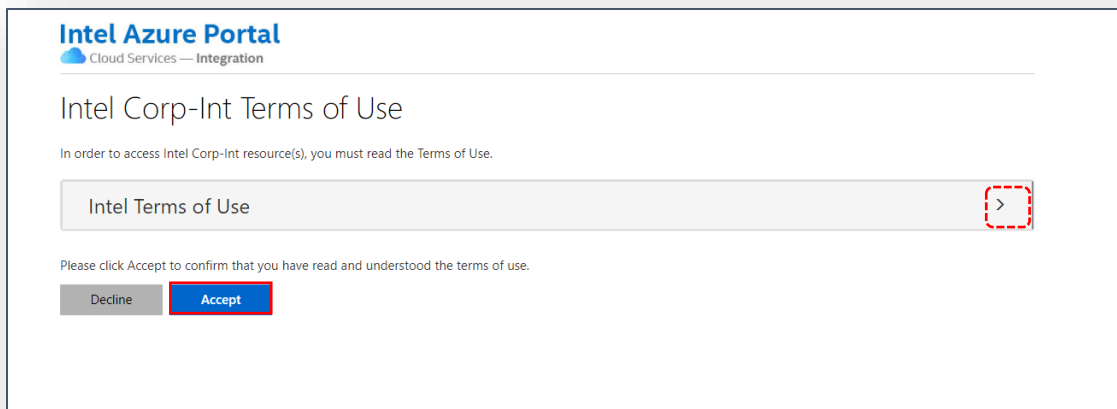 Intel Azure Portal
Cloud Services — Integration
Intel Corp-Int Terms of Use
In order to access Intel Corp-Int resource(s), you must read the Terms of Use.
Intel Terms of Use
Please click Accept to confirm that you have read and understood the terms of use.
Decline Accept